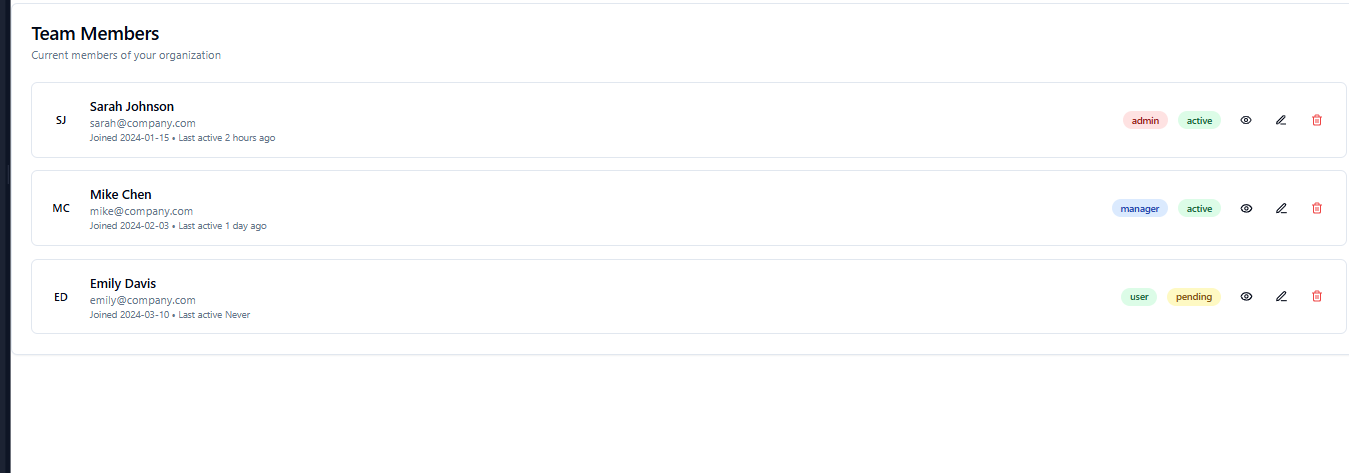 Team Members
Current members of your organization
SJ
Sarah Johnson
sarah@company.com
Joined 2024-01-15 • Last active 2 hours ago
admin
active
MC
Mike Chen
mike@company.com
Joined 2024-02-03 • Last active 1 day ago
manager
active
ED
Emily Davis
emily@company.com
Joined 2024-03-10 • Last active Never
user
pending